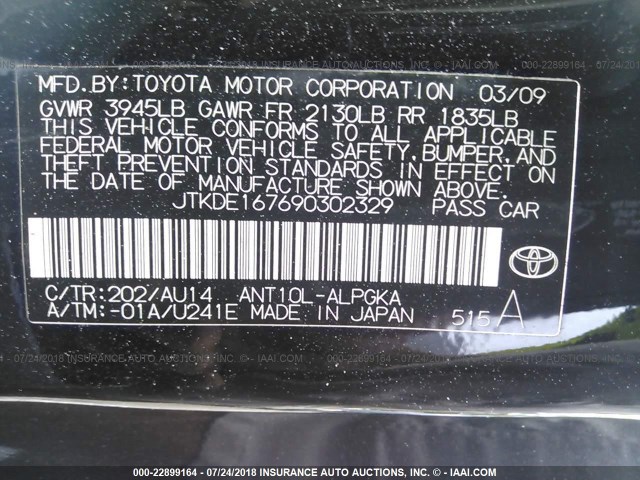 MFD. BY: TOYOTA MOTOR CORPORATION 03/09
GVWR 3945LB GAWR FR 2130LB RR 1835LB
THIS VEHICLE CONFORMS TO ALL APPLICABLE
FEDERAL MOTOR VEHICLE SAFETY, BUMPER, AND
THEFT PREVENTION STANDARDS IN EFFECT ON
THE DATE OF MANUFACTURE SHOWN ABOVE.
JTKDE167690302329 PASS CAR
C/TR:202/AU14 ANT10L-ALPGKA
A/TM:-01A/U241E MADE IN JAPAN 515 A
000-22899164 - 07/24/2018 INSURANCE AUTO AUCTIONS - © - IAAI.COM